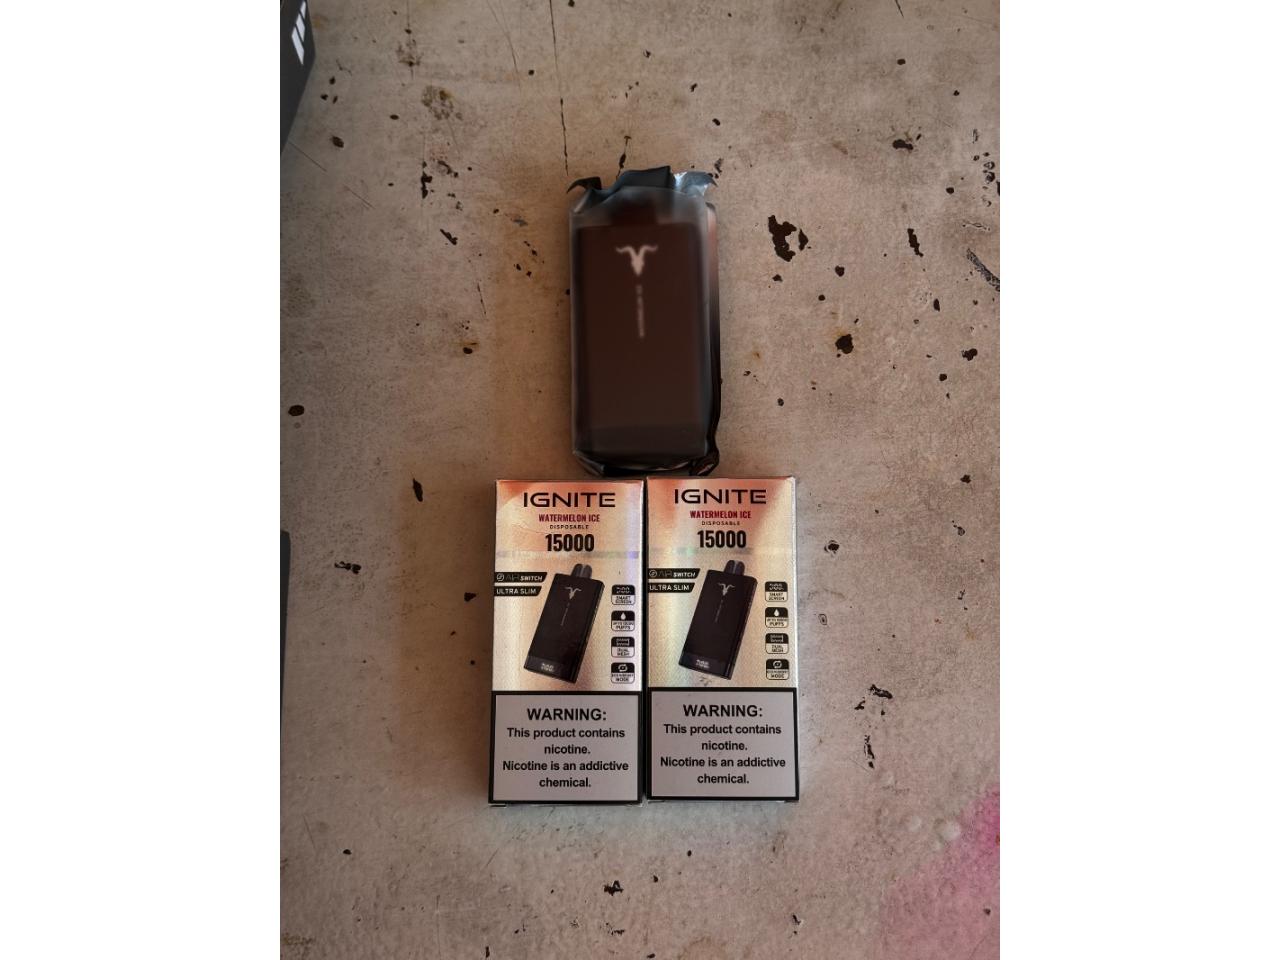 IGNITE
WATERMELON ICE
DISPOSABLE
15000
AIR SWITCH
ULTRA SLIM
SMART
SCREEN
PUFFS
DUAL
MESH
MODE
WARNING:
This product contains
nicotine.
Nicotine is an addictive
chemical.
IGNITE
WATERMELON ICE
DISPOSABLE
15000
AIR SWITCH
ULTRA SLIM
SMART
SCREEN
PUFFS
DUAL
MESH
MODE
WARNING:
This product contains
nicotine.
Nicotine is an addictive
chemical.